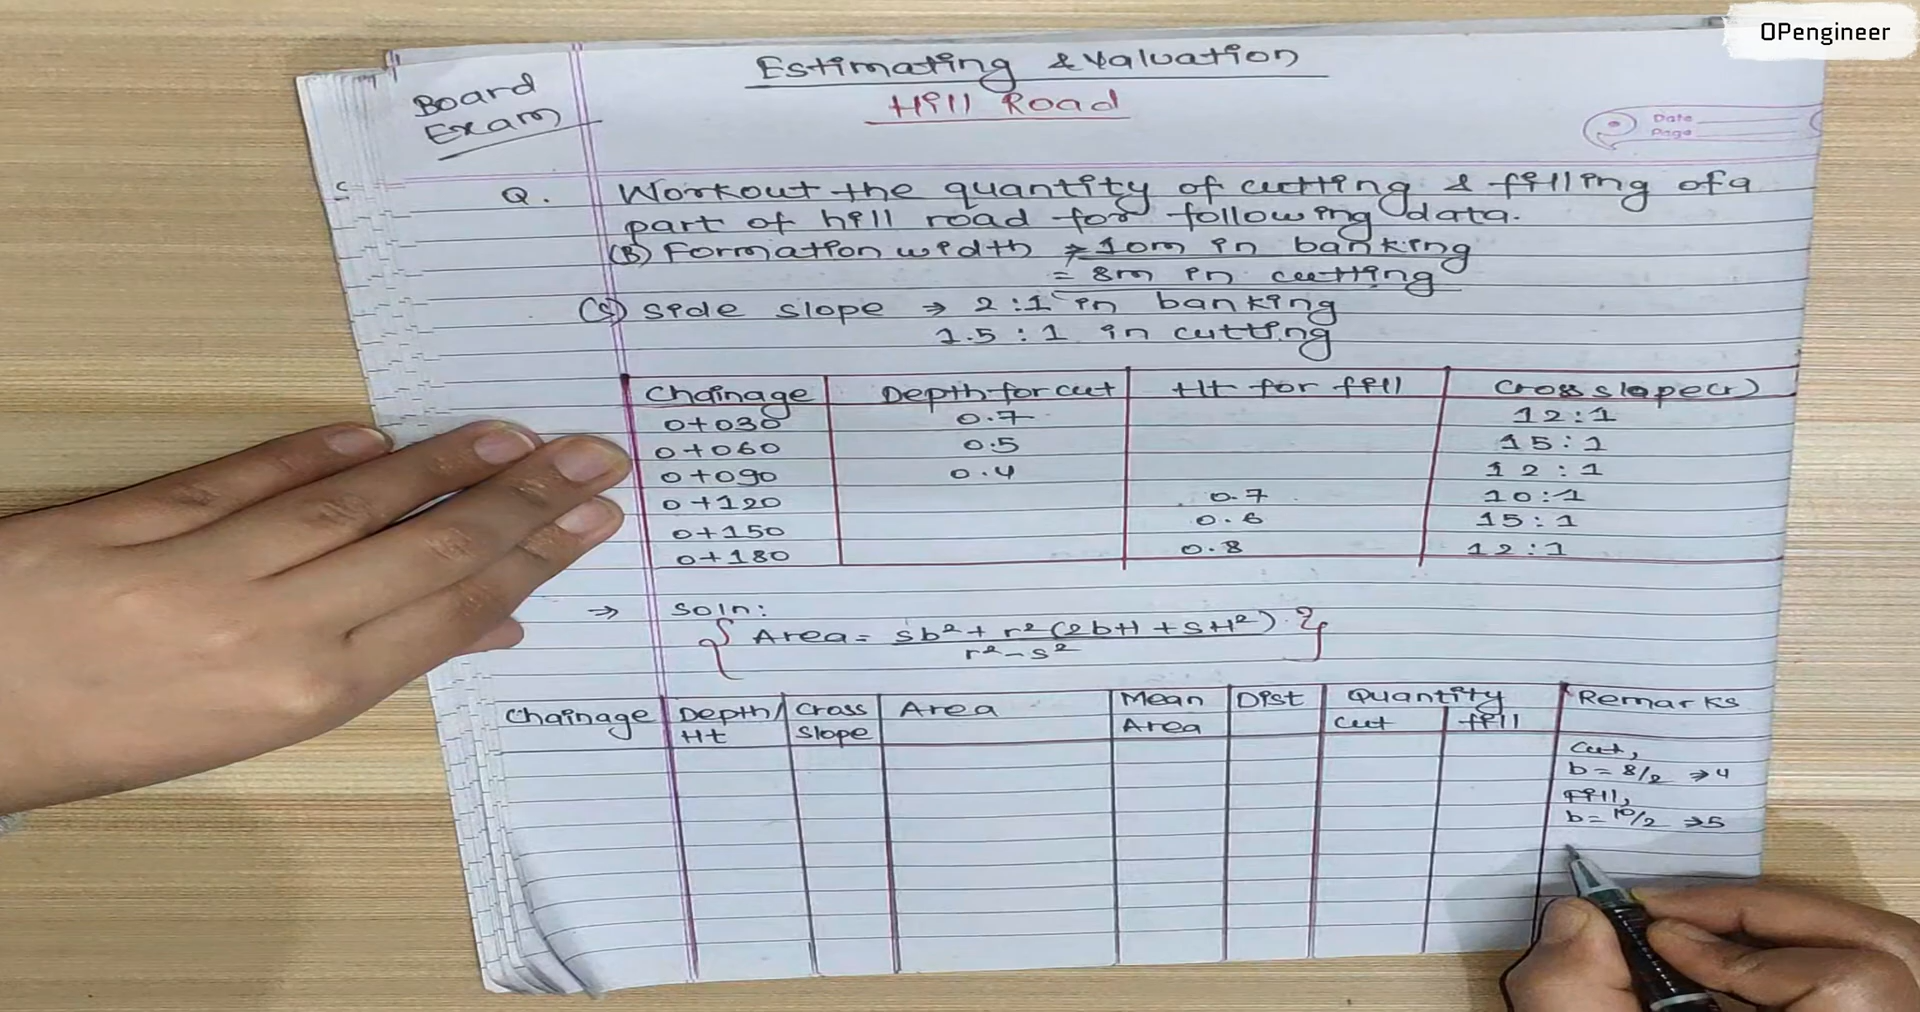 OPengineer
Board
Exam
Estimating & Valuation
Hill Road
Date
Page
Q. Workout the quantity of cutting & filling of a
part of hill road for following data.
(B) Formation width → 10m in banking
= 8m in cutting
(S) side slope → 2:1 in banking
1.5 : 1 in cutting
Chainage Depth for cut Ht for fill Cross slope(r)
0+030 0.7 12:1
0+060 0.5 15:1
0+090 0.4 12:1
0+120 0.7 10:1
0+150 0.6 15:1
0+180 0.8 12:1
⇒ Soln:
{ Area = sb² + r² (2bH + sH²) }
r² - s²
Chainage Depth/ Cross Area Mean Dist Quantity Remarks
Ht slope Area Cut fill
Cut,
b = 8/2 ⇒ 4
fill,
b = 10/2 ⇒ 5